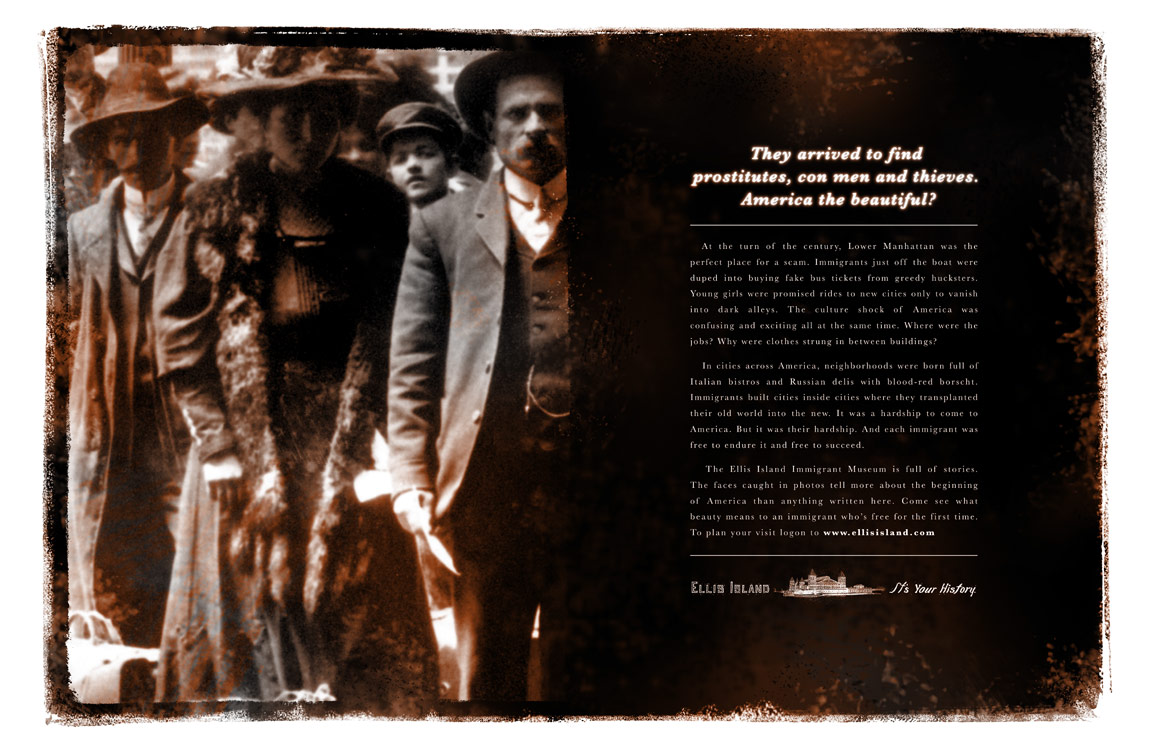 They arrived to find
prostitutes, con men and thieves.
America the beautiful?
At the turn of the century, Lower Manhattan was the
perfect place for a scam. Immigrants just off the boat were
duped into buying fake bus tickets from greedy hucksters.
Young girls were promised rides to new cities only to vanish
into dark alleys. The culture shock of America was
confusing and exciting all at the same time. Where were the
jobs? Why were clothes strung in between buildings?
In cities across America, neighborhoods were born full of
Italian bistros and Russian delis with blood-red borscht.
Immigrants built cities inside cities where they transplanted
their old world into the new. It was a hardship to come to
America. But it was their hardship. And each immigrant was
free to endure it and free to succeed.
The Ellis Island Immigrant Museum is full of stories.
The faces caught in photos tell more about the beginning
of America than anything written here. Come see what
beauty means to an immigrant who's free for the first time.
To plan your visit logon to www.ellisisland.com
ELLIS ISLAND It's Your History.